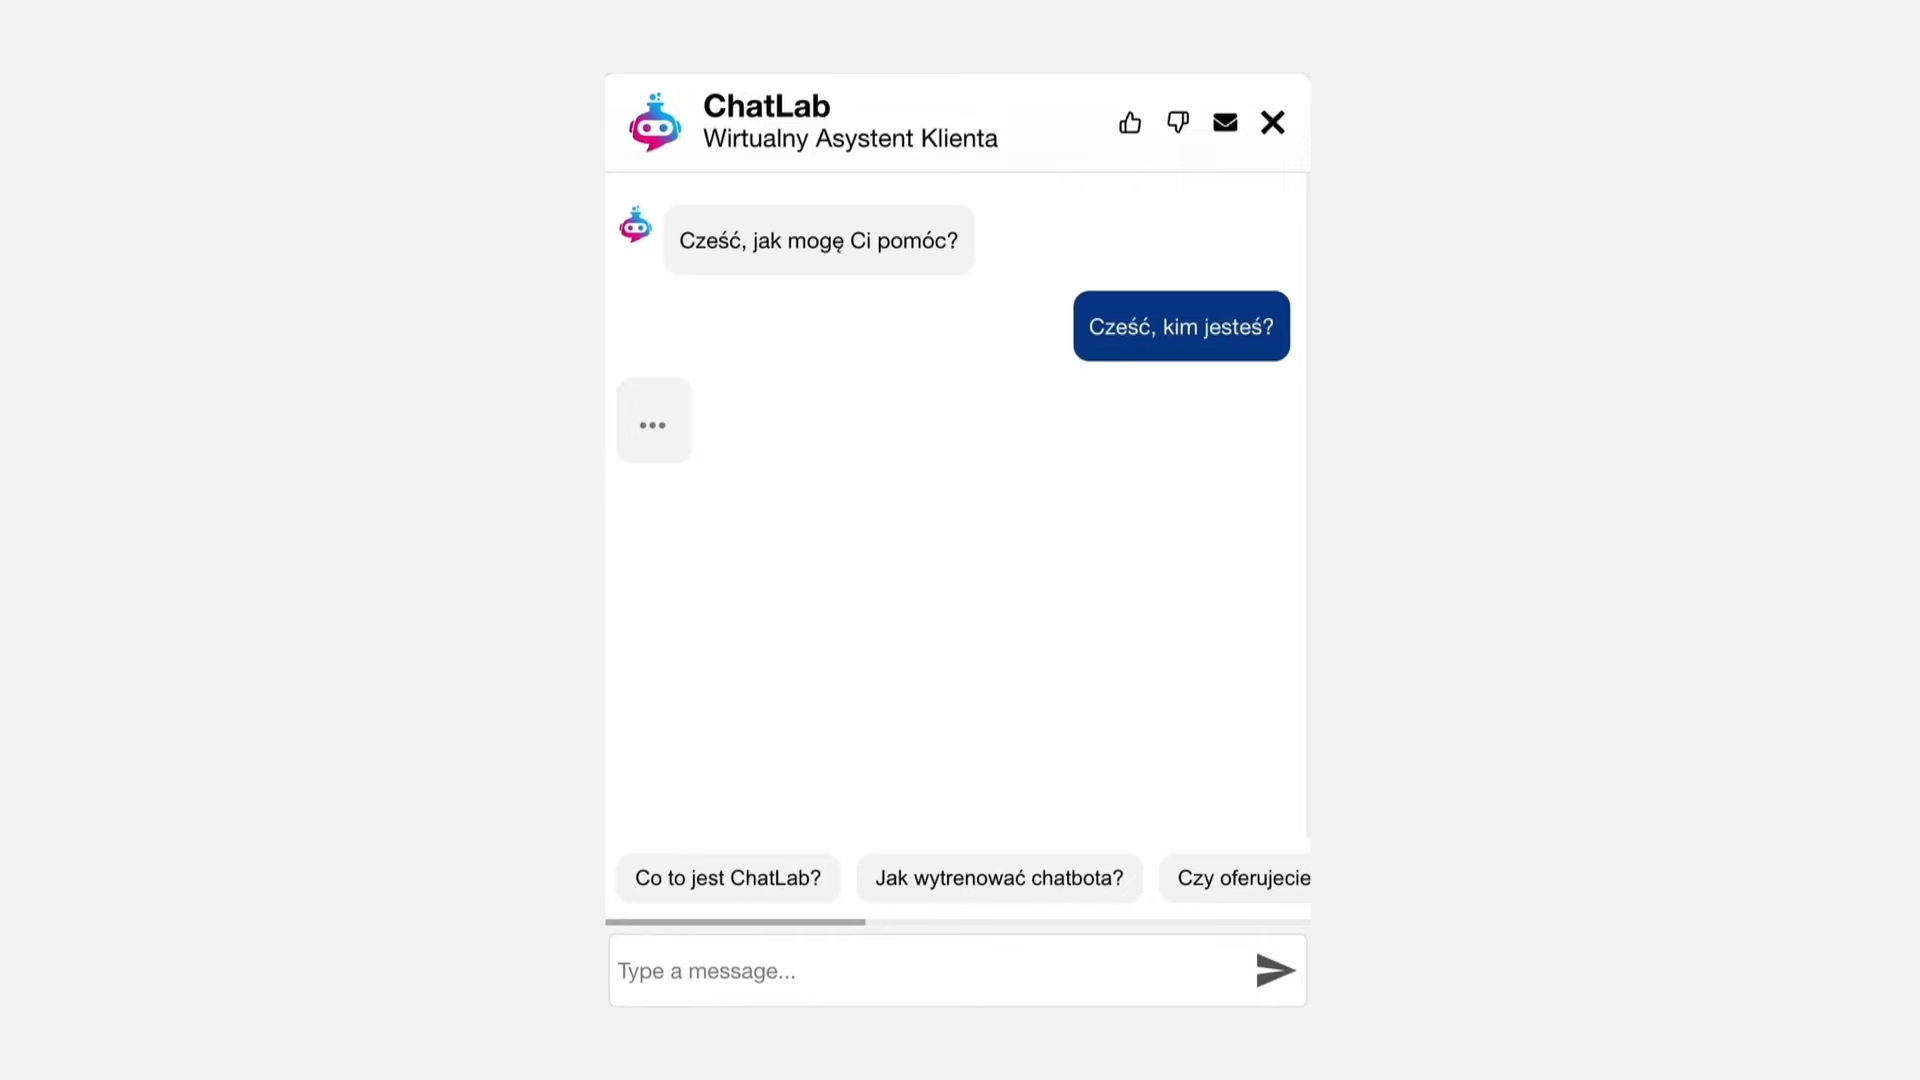 ChatLab
Wirtualny Asystent Klienta
Cześć, jak mogę Ci pomóc?
Cześć, kim jesteś?
Co to jest ChatLab?
Jak wytrenować chatbota?
Czy oferujecie
Type a message...